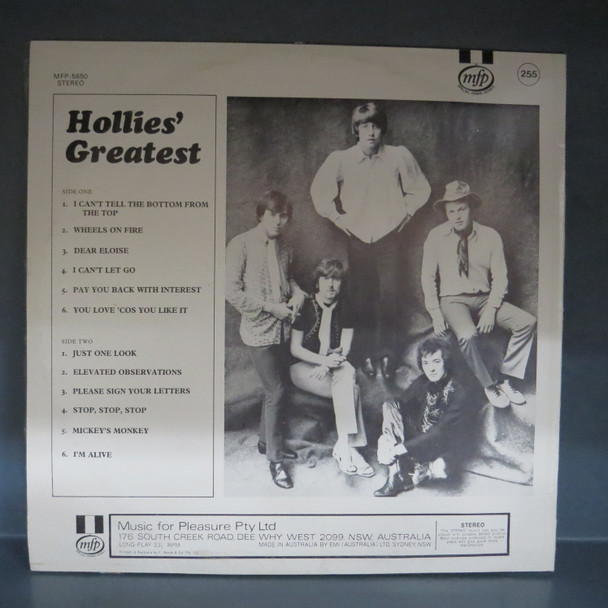 MFP-5650
STEREO
mfp
255
Hollies'
Greatest
SIDE ONE
1. I CAN'T TELL THE BOTTOM FROM
THE TOP
2. WHEELS ON FIRE
3. DEAR ELOISE
4. I CAN'T LET GO
5. PAY YOU BACK WITH INTEREST
6. YOU LOVE 'COS YOU LIKE IT
SIDE TWO
1. JUST ONE LOOK
2. ELEVATED OBSERVATIONS
3. PLEASE SIGN YOUR LETTERS
4. STOP, STOP, STOP
5. MICKEY'S MONKEY
6. I'M ALIVE
mfp
Music for Pleasure Pty Ltd
176 SOUTH CREEK ROAD, DEE WHY WEST 2099, NSW, AUSTRALIA
LONG-PLAY 33⅓ RPM MADE IN AUSTRALIA BY EMI (AUSTRALIA) LTD, SYDNEY, NSW
STEREO